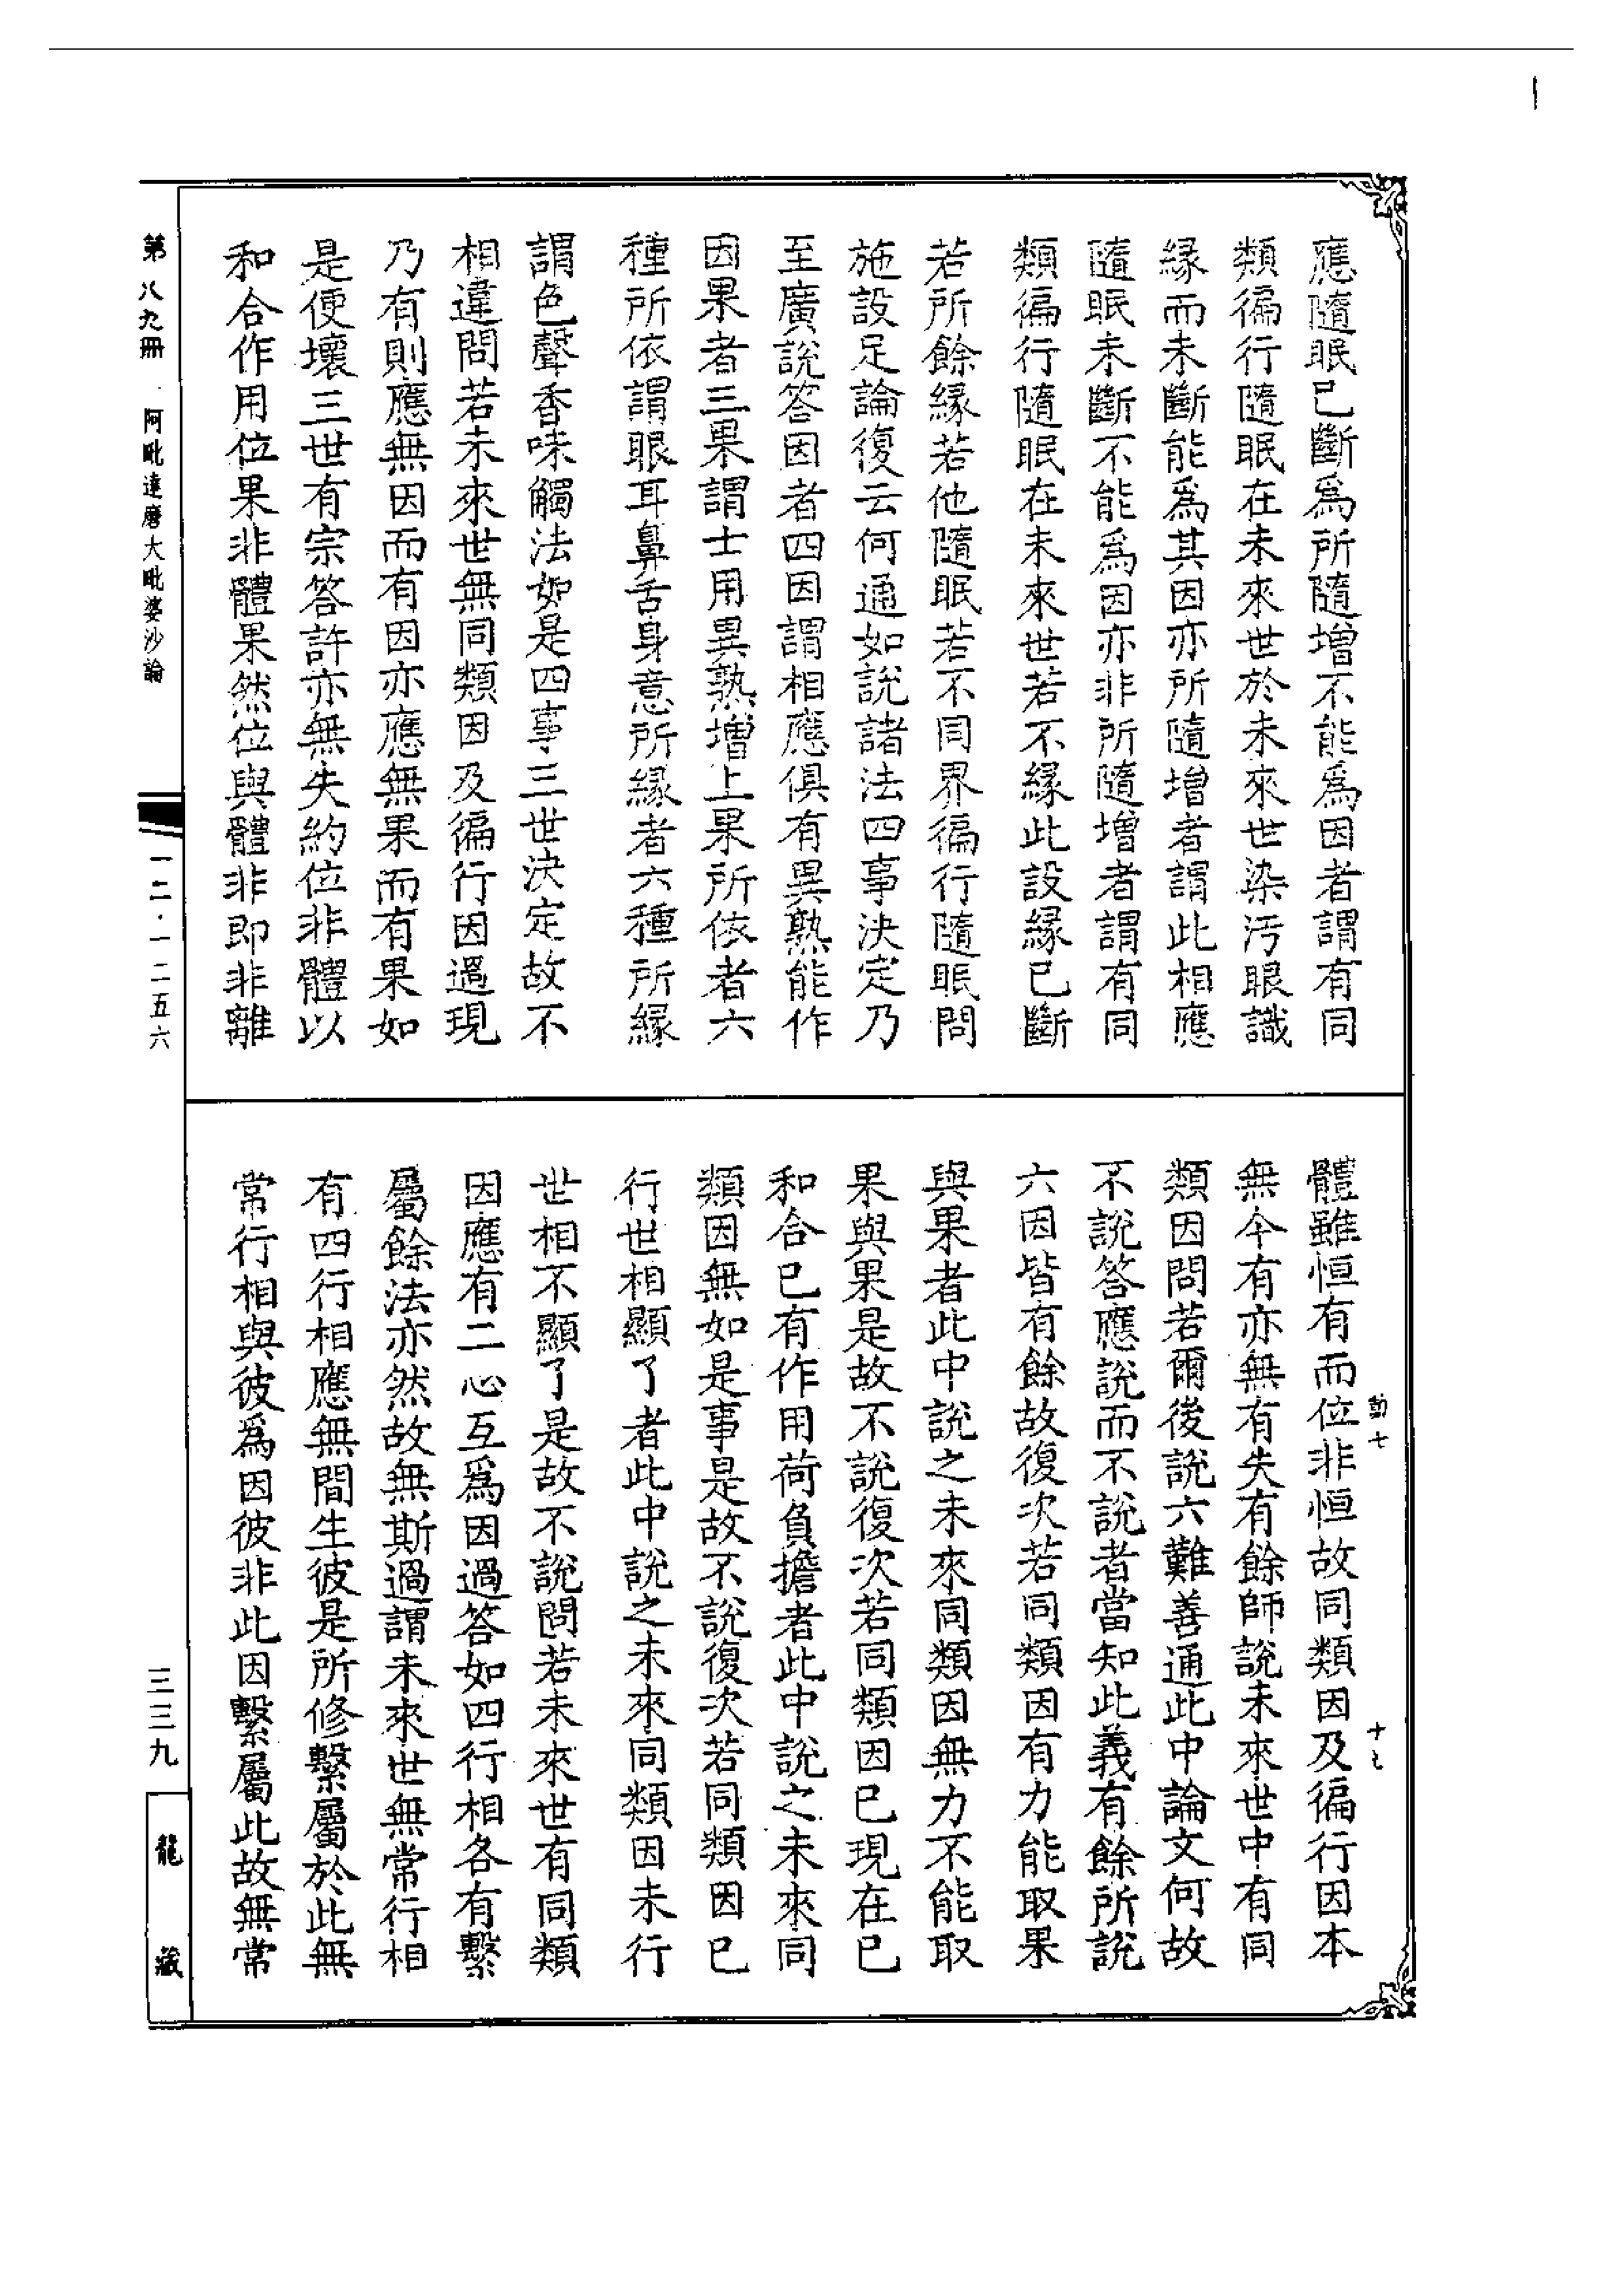 應隨眠已斷爲所隨增不能爲因者謂有同
類徧行隨眠在未來世於未來世染汚眼識
緣而未斷能爲其因亦所隨增者謂此相應
隨眠未斷不能爲因亦非所隨增者謂有同
類徧行隨眠在未來世若不緣此設緣已斷
若所餘緣若他隨眠若不同界徧行隨眠問
施設足論復云何通如說諸法四事決定乃
至廣說答因者四因謂相應俱有異熟能作
因果者三果謂士用異熟增上果所依者六
種所依謂眼耳鼻舌身意所緣者六種所緣
謂色聲香味觸法如是四事三世決定故不
相違問若未來世無同類因及徧行因過現
乃有則應無因而有因亦應無果而有果如
是便壞三世有宗答許亦無失約位非體以
和合作用位果非體果然位與體非即非離
體雖恒有而位非恒故同類因及徧行因本
無今有亦無有失有餘師說未來世中有同
類因問若爾後說六難善通此中論文何故
不說答應說而不說者當知此義有餘所說
六因皆有餘故復次若同類因有力能取果
與果者此中說之未來同類因無力不能取
果與果是故不說復次若同類因已現在已
和合已有作用荷負擔者此中說之未來同
類因無如是事是故不說復次若同類因已
行世相顯了者此中說之未來同類因未行
世相不顯了是故不說問若未來世有同類
因應有二心互爲因過答如四行相各有繫
屬餘法亦然故無斯過謂未來世無常行相
有四行相應無間生彼是所修繫屬於此無
常行相與彼爲因彼非此因繫屬此故無常
第八九冊
阿毗達磨大毗婆沙論
一二·一二五六
三三九
龍藏